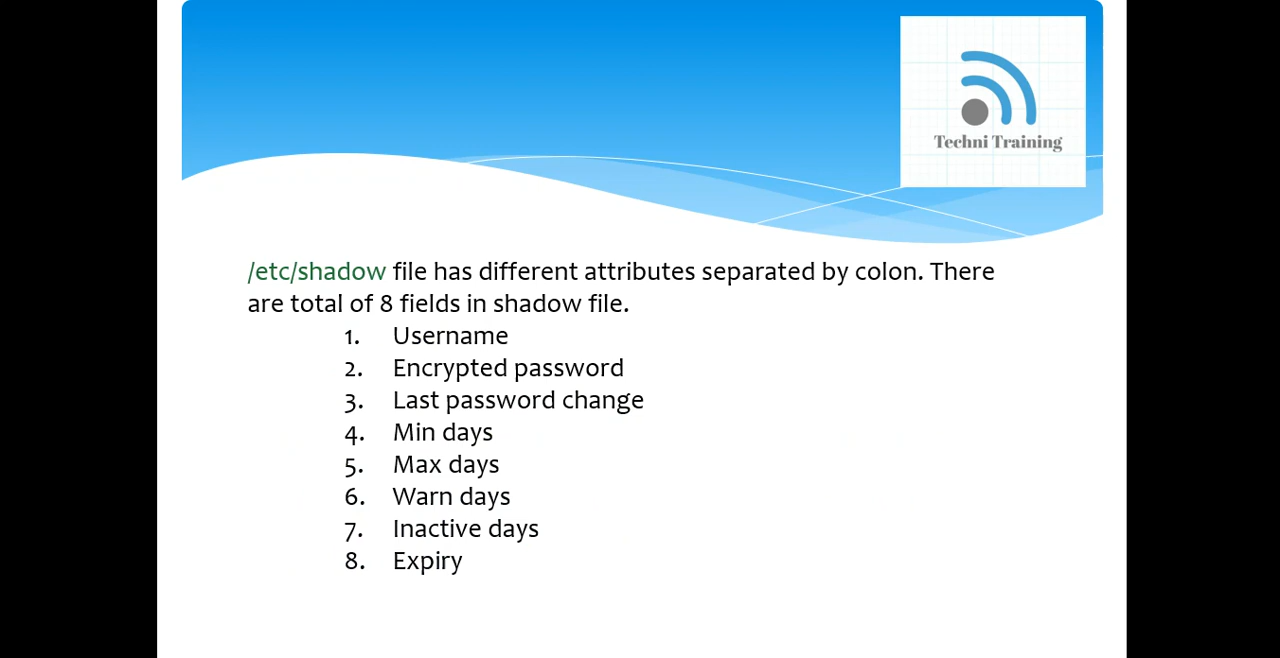 Techni Training
/etc/shadow file has different attributes separated by colon. There
are total of 8 fields in shadow file.
1. Username
2. Encrypted password
3. Last password change
4. Min days
5. Max days
6. Warn days
7. Inactive days
8. Expiry